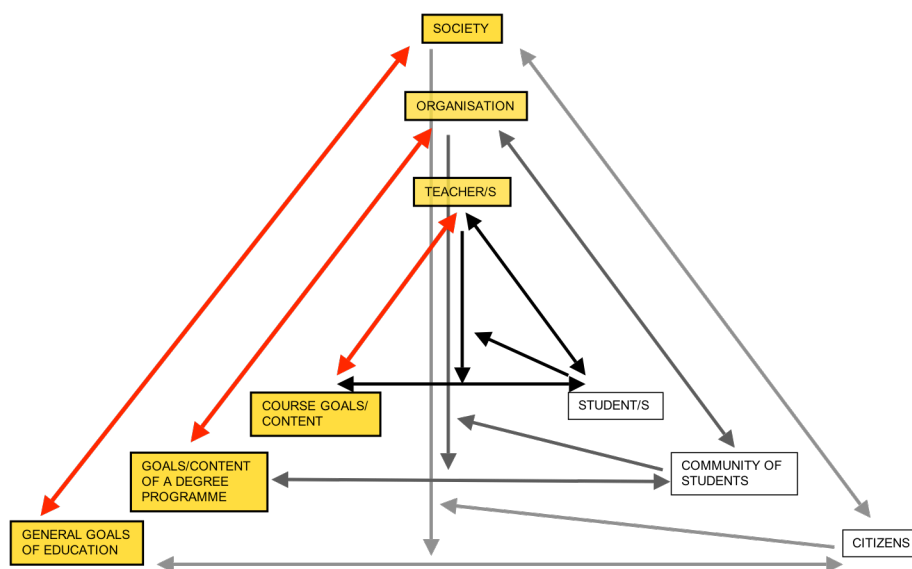 SOCIETY
ORGANISATION
TEACHER/S
COURSE GOALS/
CONTENT
STUDENT/S
GOALS/CONTENT
OF A DEGREE
PROGRAMME
COMMUNITY OF
STUDENTS
GENERAL GOALS
OF EDUCATION
CITIZENS